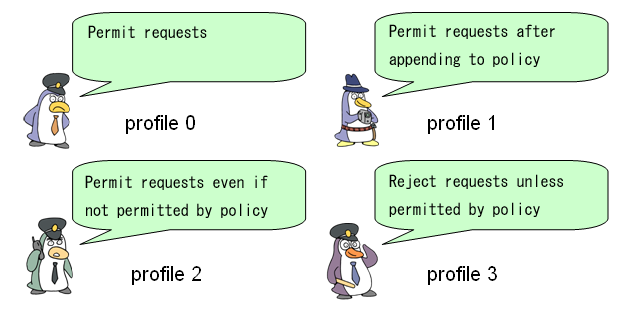 Permit requests
profile 0
Permit requests after
appending to policy
profile 1
Permit requests even if
not permitted by policy
profile 2
Reject requests unless
permitted by policy
profile 3